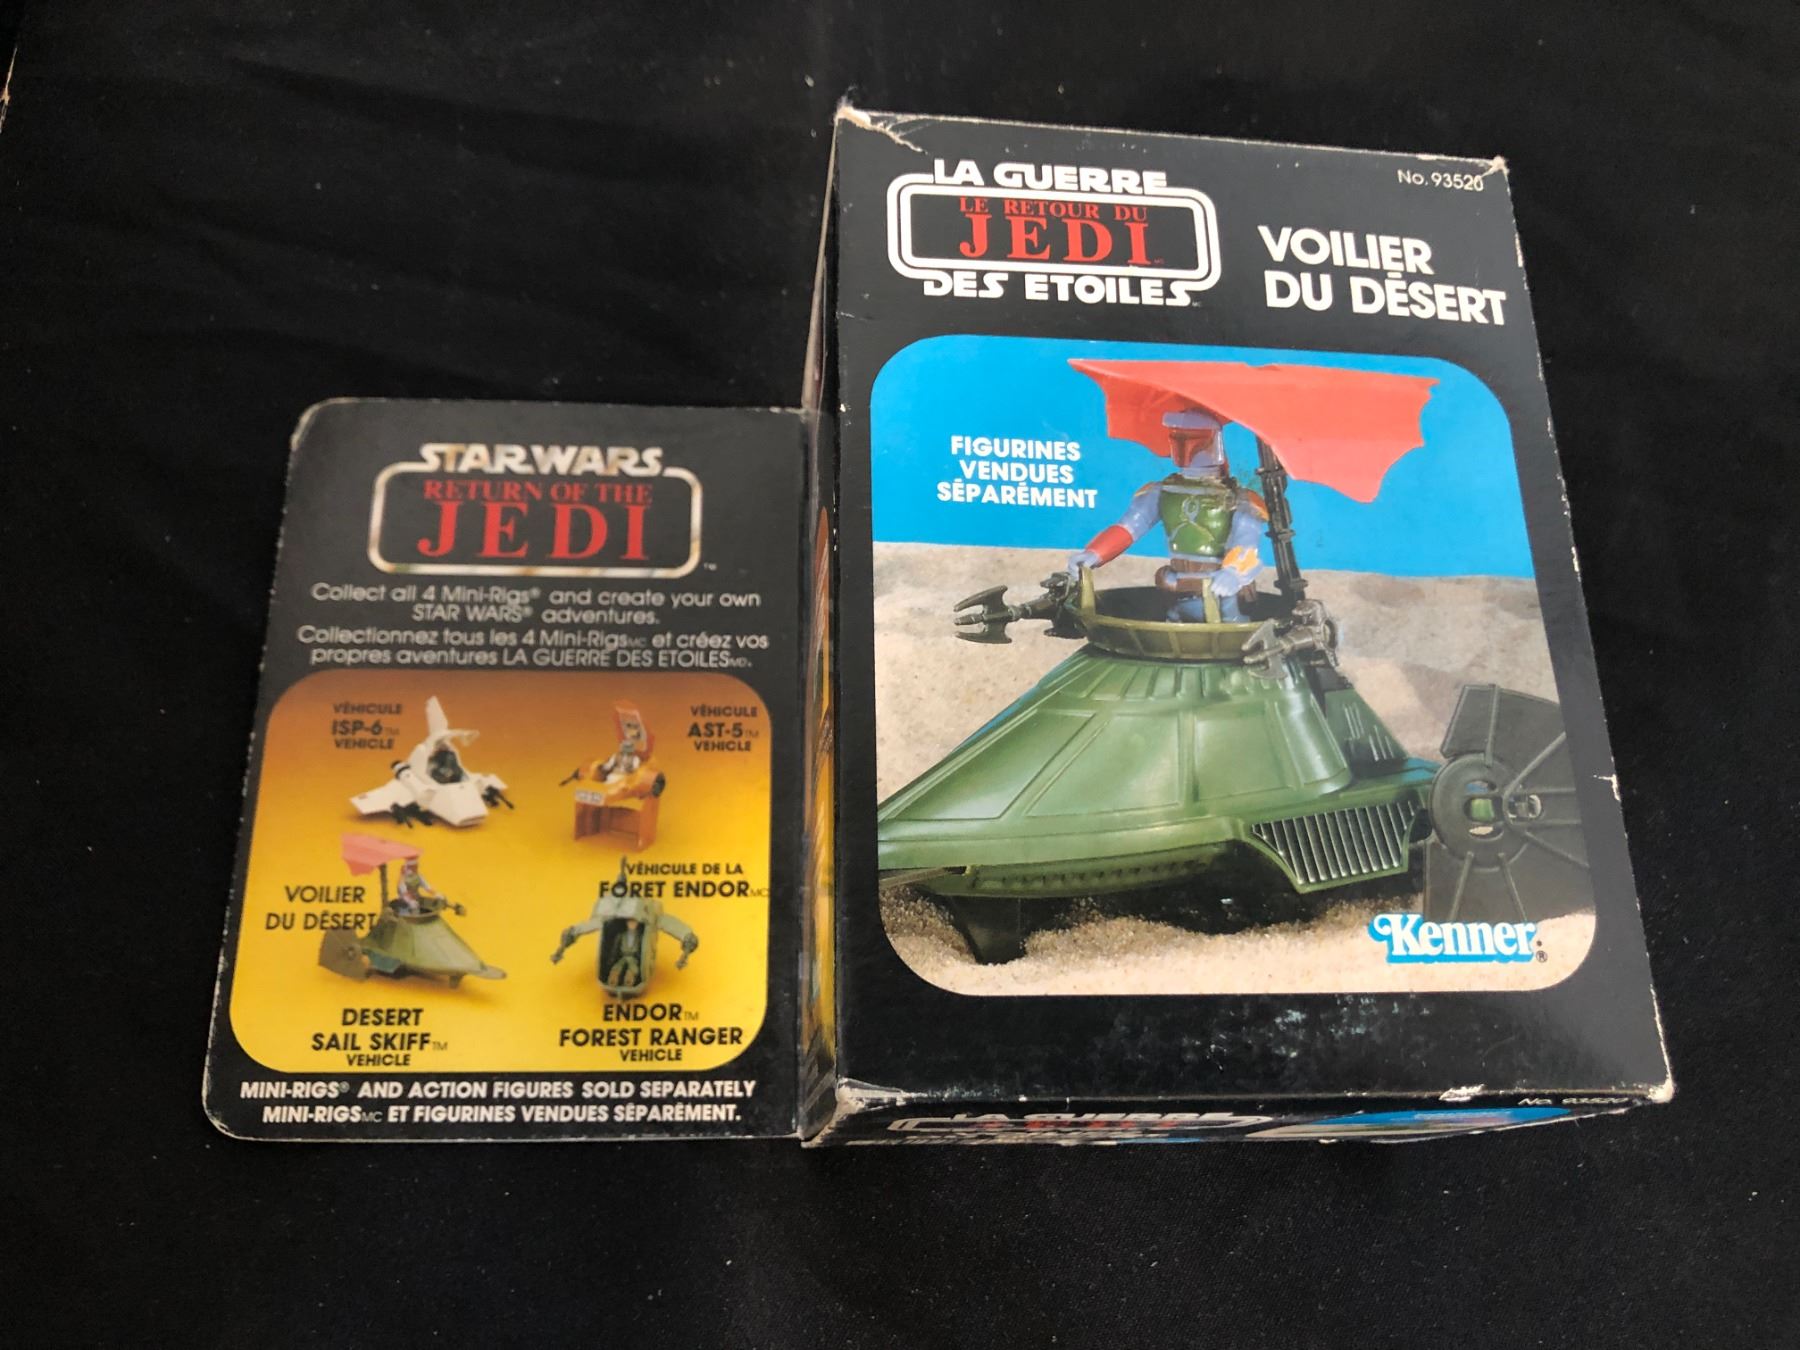 STAR WARS
RETURN OF THE
JEDI
Collect all 4 Mini-Rigs® and create your own
STAR WARS® adventures.
Collectionnez tous les 4 Mini-RigsMC et créez vos
propres aventures LA GUERRE DES ETOILESMD.
VÉHICULE
ISP-6TM
VEHICLE
VÉHICULE
AST-5TM
VEHICLE
VOILIER
DU DÉSERT
DESERT
SAIL SKIFFTM
VEHICLE
VÉHICULE DE LA
FORET ENDORMC
ENDORTM
FOREST RANGER
VEHICLE
MINI-RIGS® AND ACTION FIGURES SOLD SEPARATELY
MINI-RIGSMC ET FIGURINES VENDUES SÉPARÉMENT.
LA GUERRE
LE RETOUR DU
JEDI
DES ETOILES
No. 93520
VOILIER
DU DÉSERT
FIGURINES
VENDUES
SÉPARÉMENT
Kenner®
LA GUERRE
No. 93520